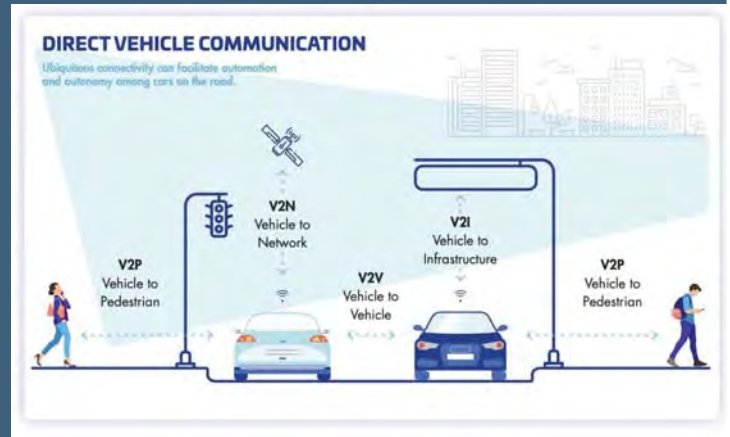 DIRECT VEHICLE COMMUNICATION
Ubiquitous connectivity can facilitate automation
and autonomy among cars on the road.
V2N
Vehicle to
Network
V2I
Vehicle to
Infrastructure
V2P
Vehicle to
Pedestrian
V2V
Vehicle to
Vehicle
V2P
Vehicle to
Pedestrian